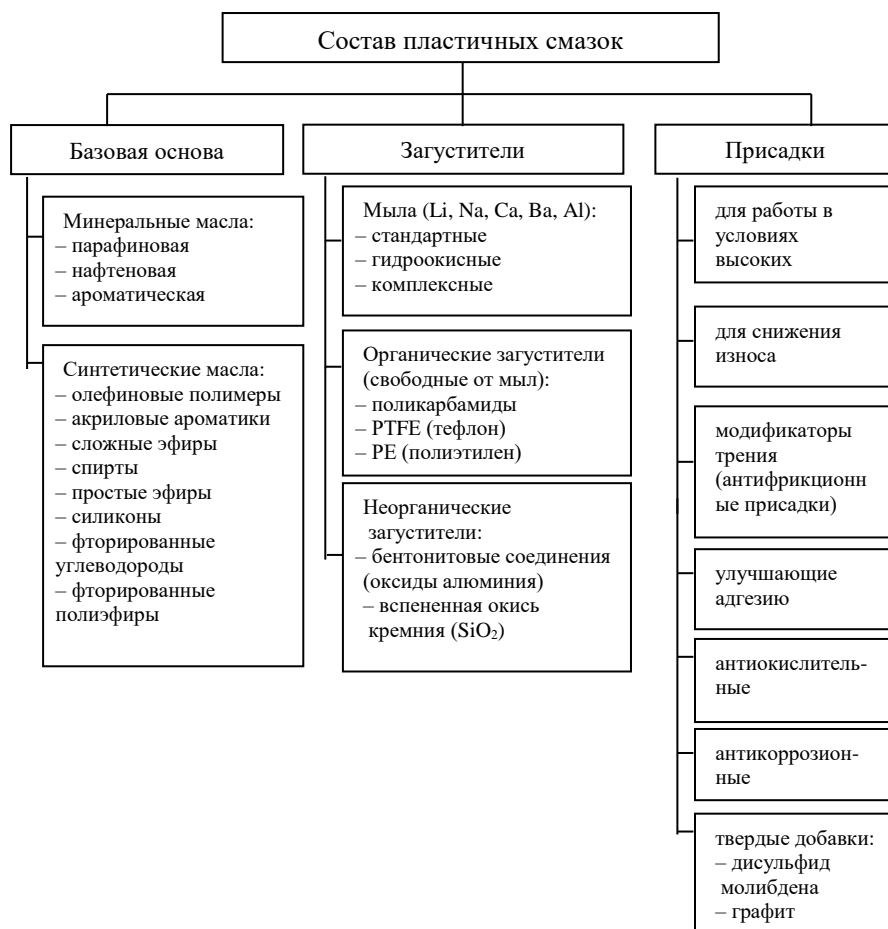 Состав пластичных смазок
Базовая основа
Минеральные масла:
– парафиновая
– нафтеновая
– ароматическая
Синтетические масла:
– олефиновые полимеры
– акриловые ароматики
– сложные эфиры
– спирты
– простые эфиры
– силиконы
– фторированные
углеводороды
– фторированные
полиэфиры
Загустители
Мыла (Li, Na, Ca, Ba, Al):
– стандартные
– гидроокисные
– комплексные
Органические загустители
(свободные от мыл):
– поликарбамиды
– PTFE (тефлон)
– PE (полиэтилен)
Неорганические
загустители:
– бентонитовые соединения
(оксиды алюминия)
– вспененная окись
кремния (SiO₂)
Присадки
для работы в
условиях
высоких
для снижения
износа
модификаторы
трения
(антифрикционн
ые присадки)
улучшающие
адгезию
антиокислитель-
ные
антикоррозион-
ные
твердые добавки:
– дисульфид
молибдена
– графит